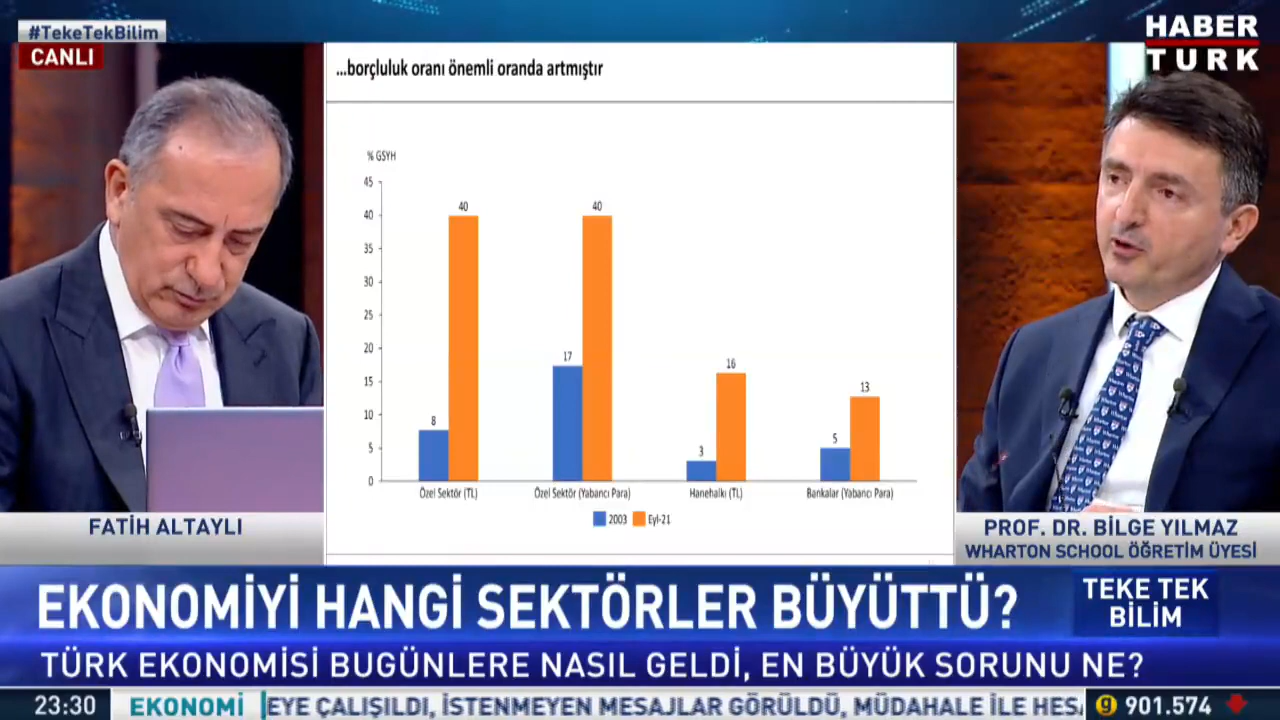 #TekeTekBilim
CANLI
HABER
TURK
...borçluluk oranı önemli oranda artmıştır
% GSYH
45
40
35
30
25
20
15
10
5
0
8
40
17
40
3
16
5
13
Özel Sektör (TL)
Özel Sektör (Yabancı Para)
Hanehalkı (TL)
Bankalar (Yabancı Para)
2003
Eyl-21
FATİH ALTAYLI
PROF. DR. BİLGE YILMAZ
WHARTON SCHOOL ÖĞRETİM ÜYESİ
EKONOMİYİ HANGİ SEKTÖRLER BÜYÜTTÜ?
TEKE TEK
BİLİM
TÜRK EKONOMİSİ BUGÜNLERE NASIL GELDİ, EN BÜYÜK SORUNU NE?
23:30 EKONOMİ EYE ÇALIŞILDI, İSTENMEYEN MESAJLAR GÖRÜLDÜ, MÜDAHALE İLE HESA 901.574